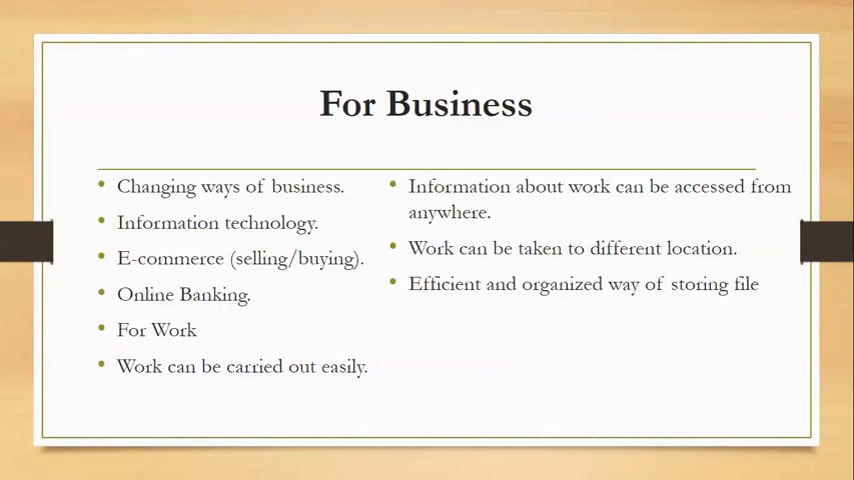 For Business
• Changing ways of business.
• Information technology.
• E-commerce (selling/buying).
• Online Banking.
• For Work
• Work can be carried out easily.
• Information about work can be accessed from
anywhere.
• Work can be taken to different location.
• Efficient and organized way of storing file